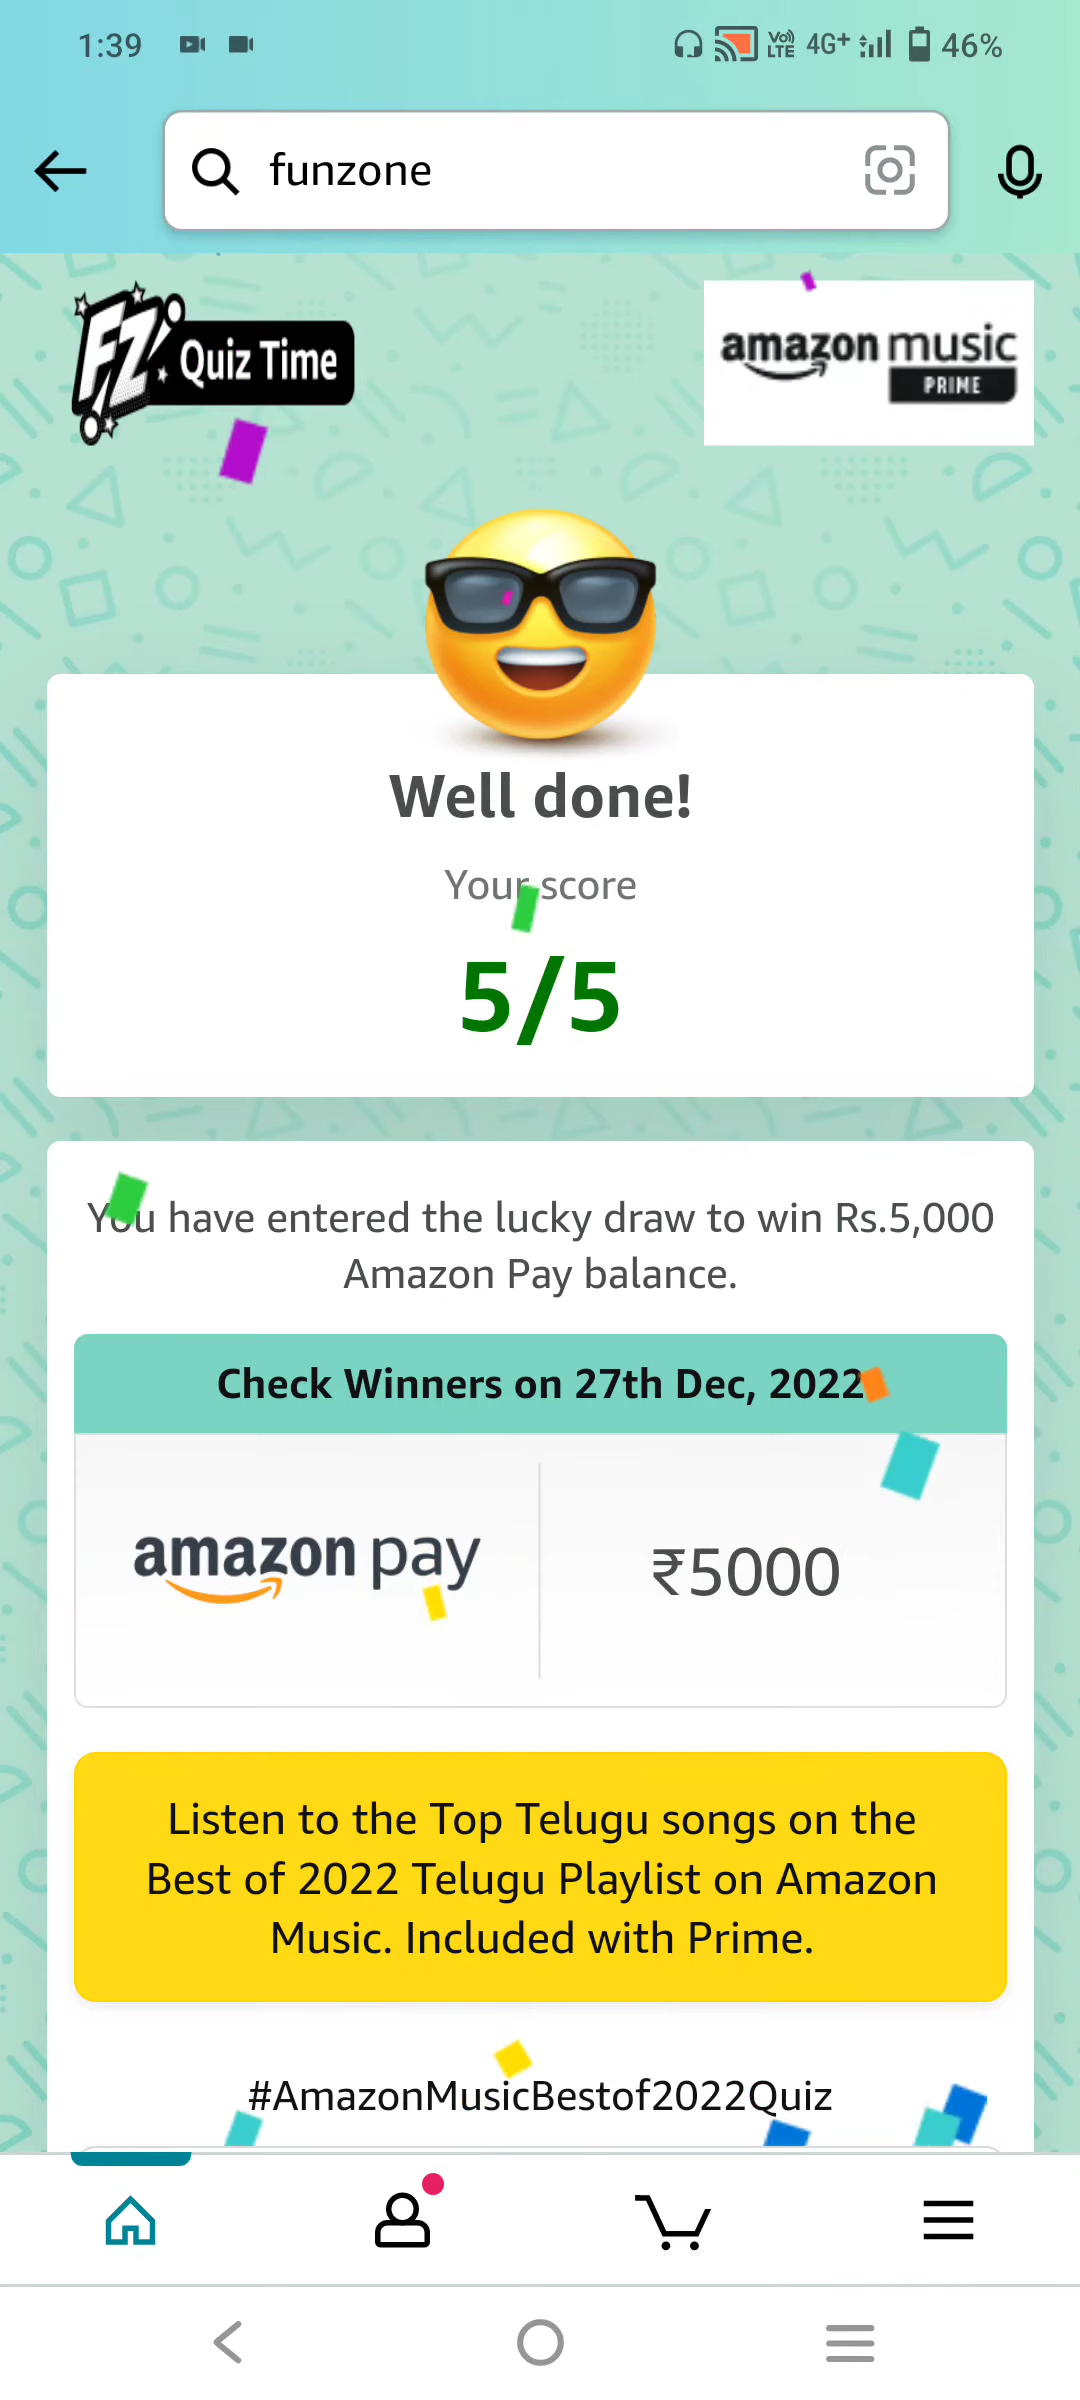 1:39
Vo)) LTE 4G+ 46%
funzone
FZ Quiz Time
amazon music
PRIME
Well done!
Your score
5/5
You have entered the lucky draw to win Rs.5,000
Amazon Pay balance.
Check Winners on 27th Dec, 2022
amazon pay
₹5000
Listen to the Top Telugu songs on the
Best of 2022 Telugu Playlist on Amazon
Music. Included with Prime.
#AmazonMusicBestof2022Quiz